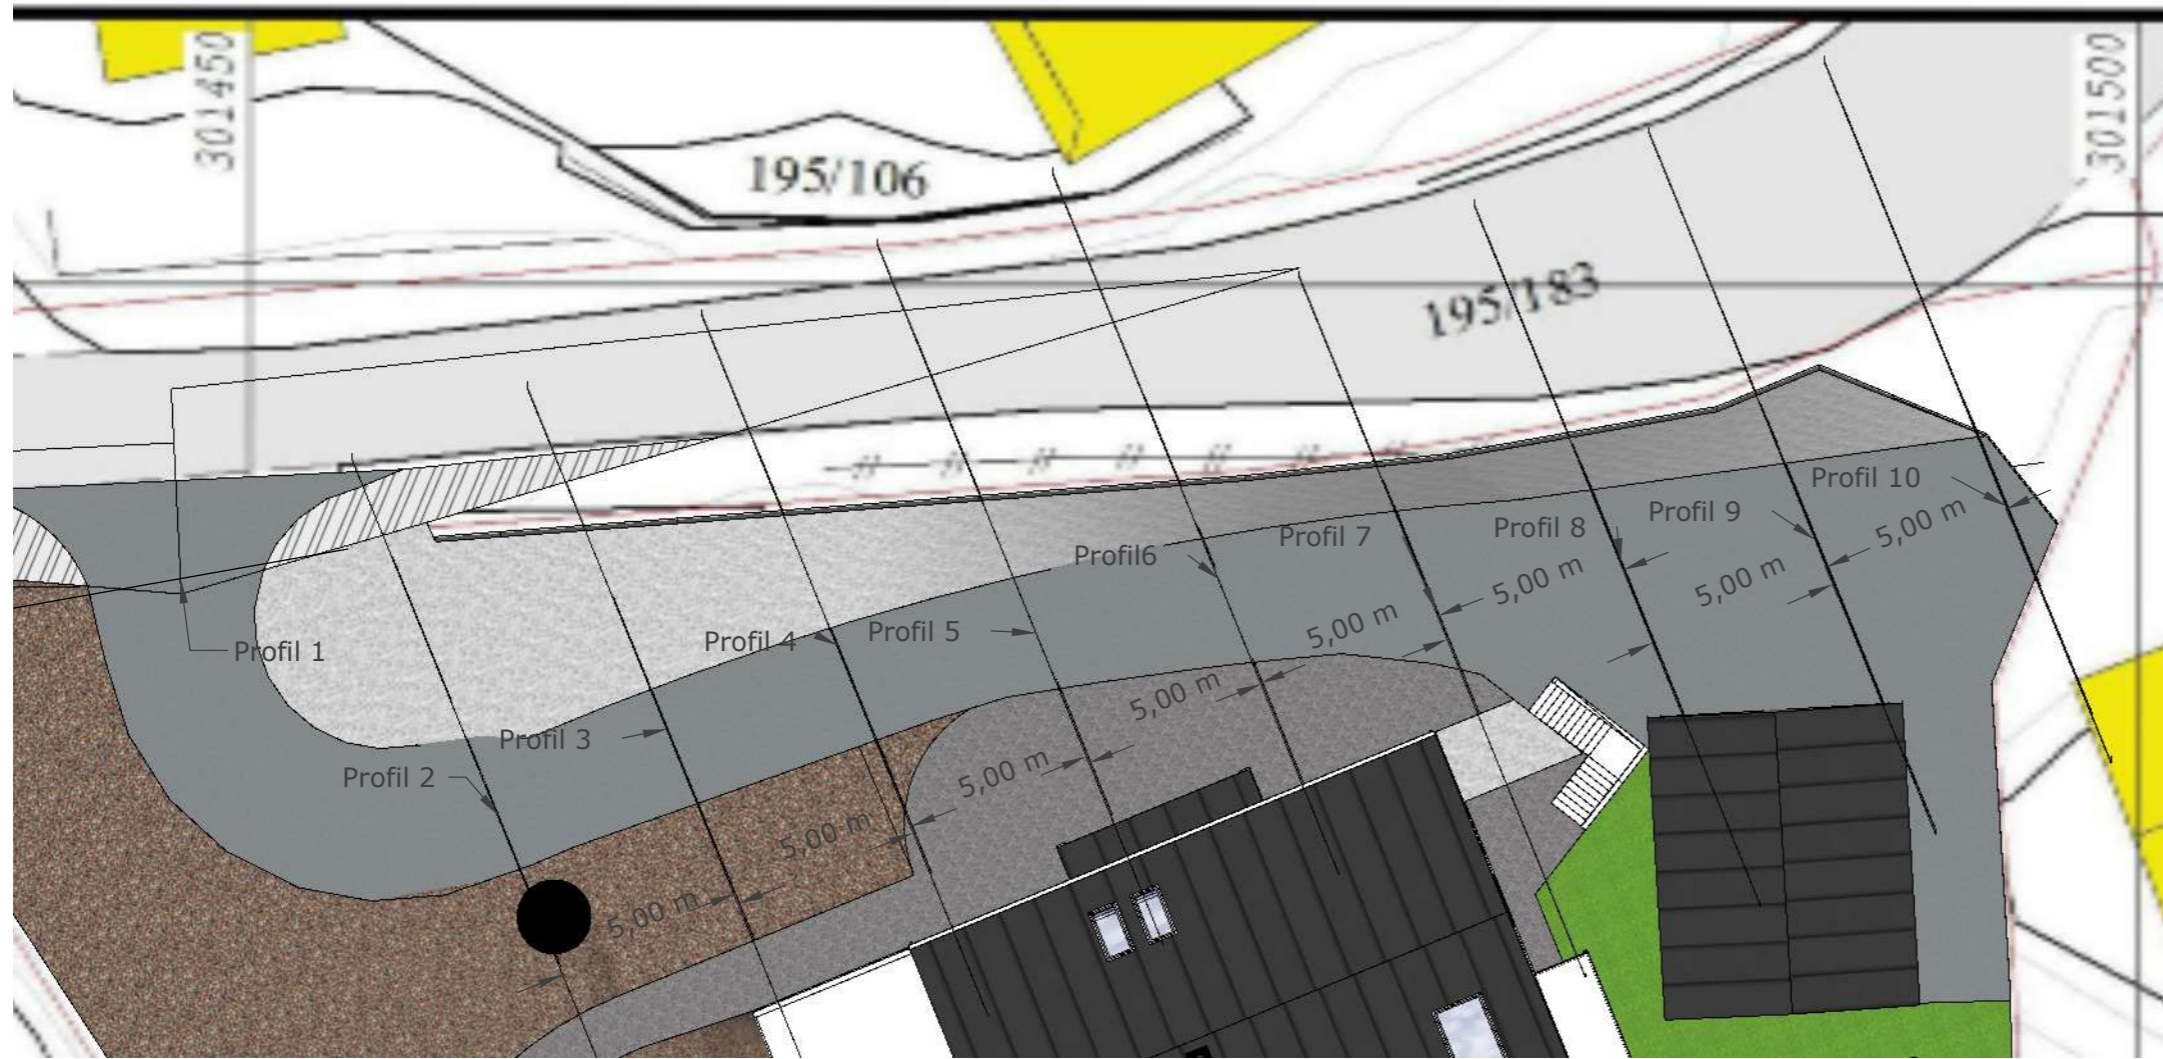 301450
301500
195/106
195/183
Profil 10
Profil 9
Profil 8
Profil 7
Profil6
Profil 5
Profil 4
Profil 1
Profil 3
Profil 2
5,00 m
5,00 m
5,00 m
5,00 m
5,00 m
5,00 m
5,00 m
5,00 m